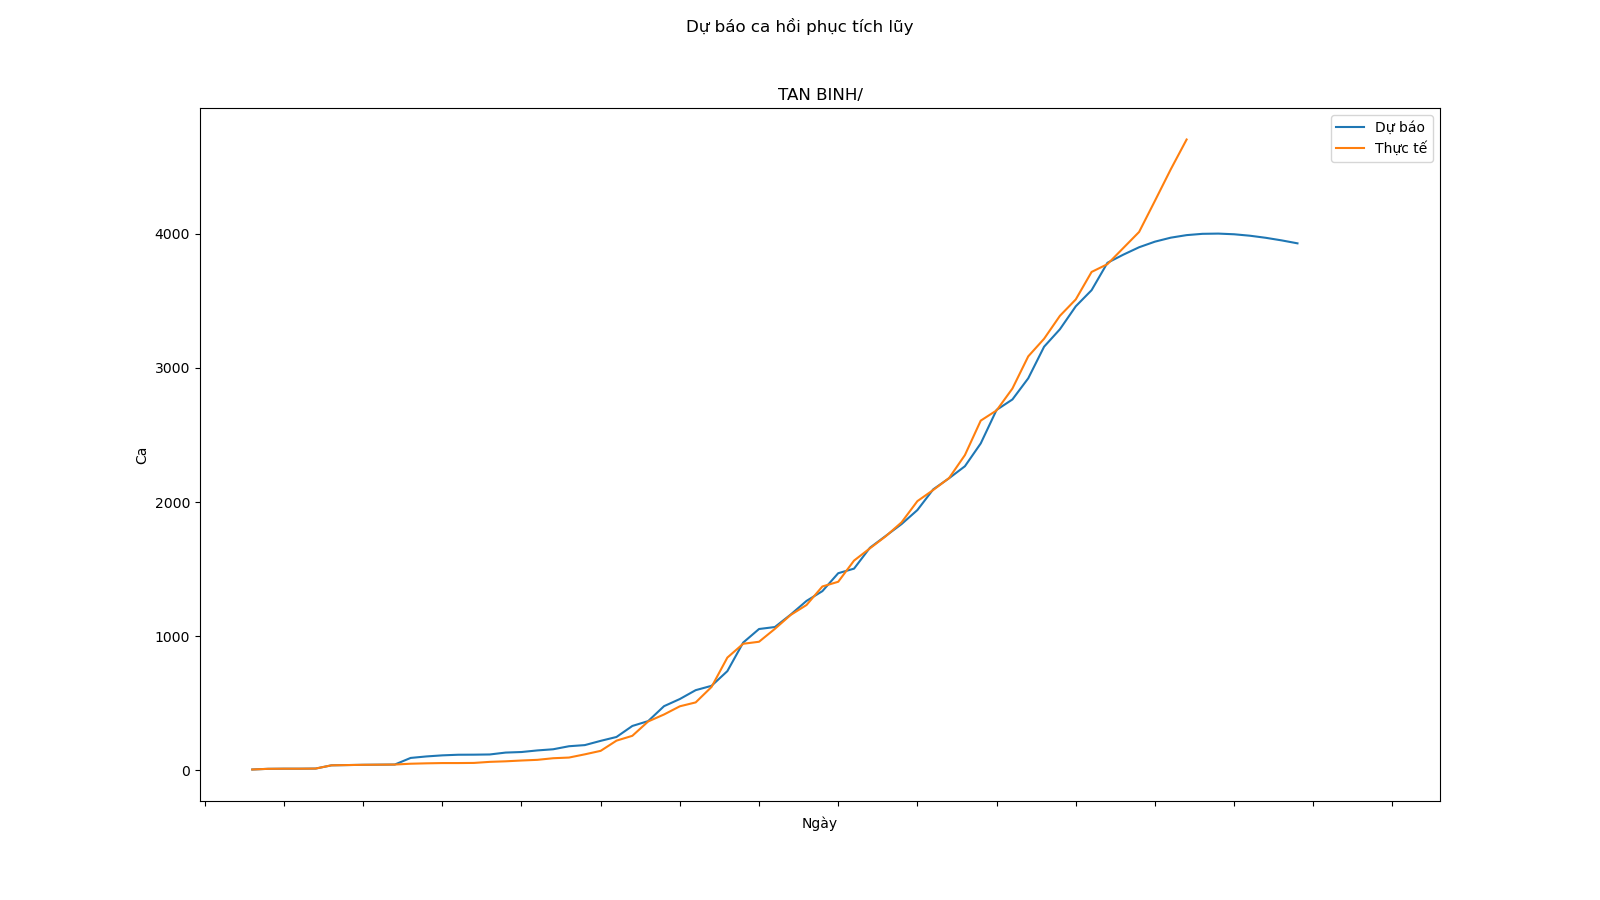 Dự báo ca hồi phục tích lũy
TAN BINH/
Dự báo
Thực tế
4000
3000
2000
1000
0
Ca
Ngày